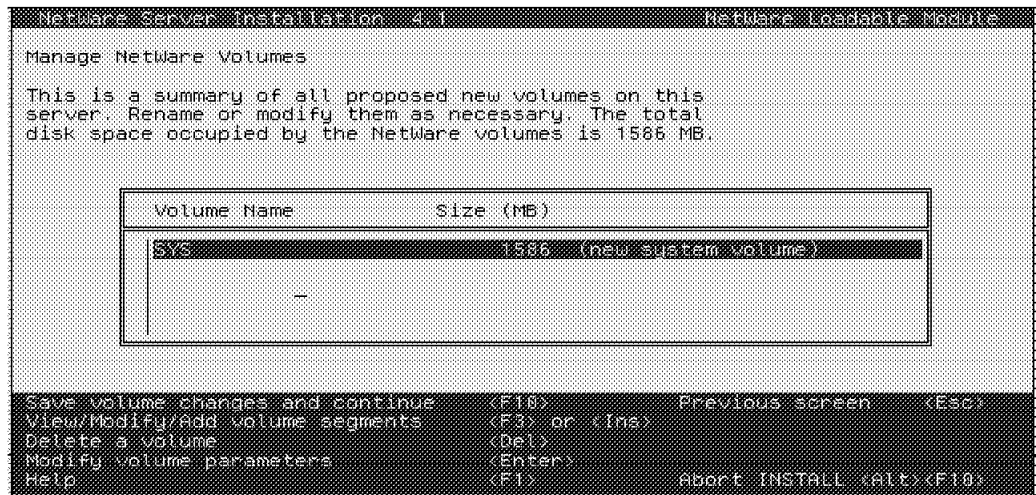 NetWare Server Installation 4.1 NetWare Loadable Module
Manage NetWare Volumes
This is a summary of all proposed new volumes on this
server. Rename or modify them as necessary. The total
disk space occupied by the NetWare volumes is 1586 MB.
Volume Name Size (MB)
SYS 1586 (new system volume)
Save volume changes and continue <F10> Previous screen <Esc>
View/Modify/Add volume segments <F3> or <Ins>
Delete a volume <Del>
Modify volume parameters <Enter>
Help <F1> Abort INSTALL <Alt><F10>